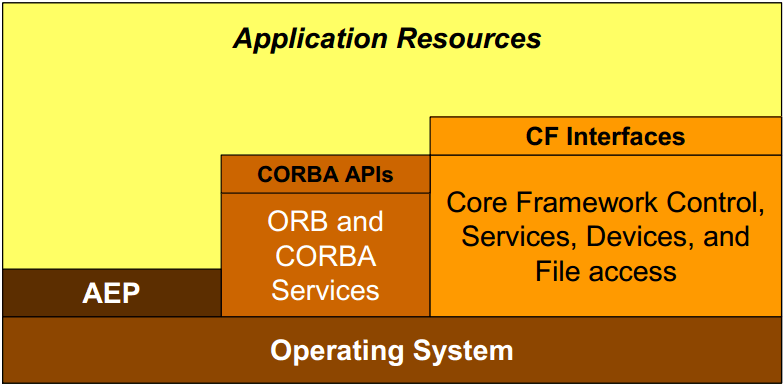 Application Resources
CF Interfaces
CORBA APIs
Core Framework Control,
Services, Devices, and
File access
ORB and
CORBA
Services
AEP
Operating System